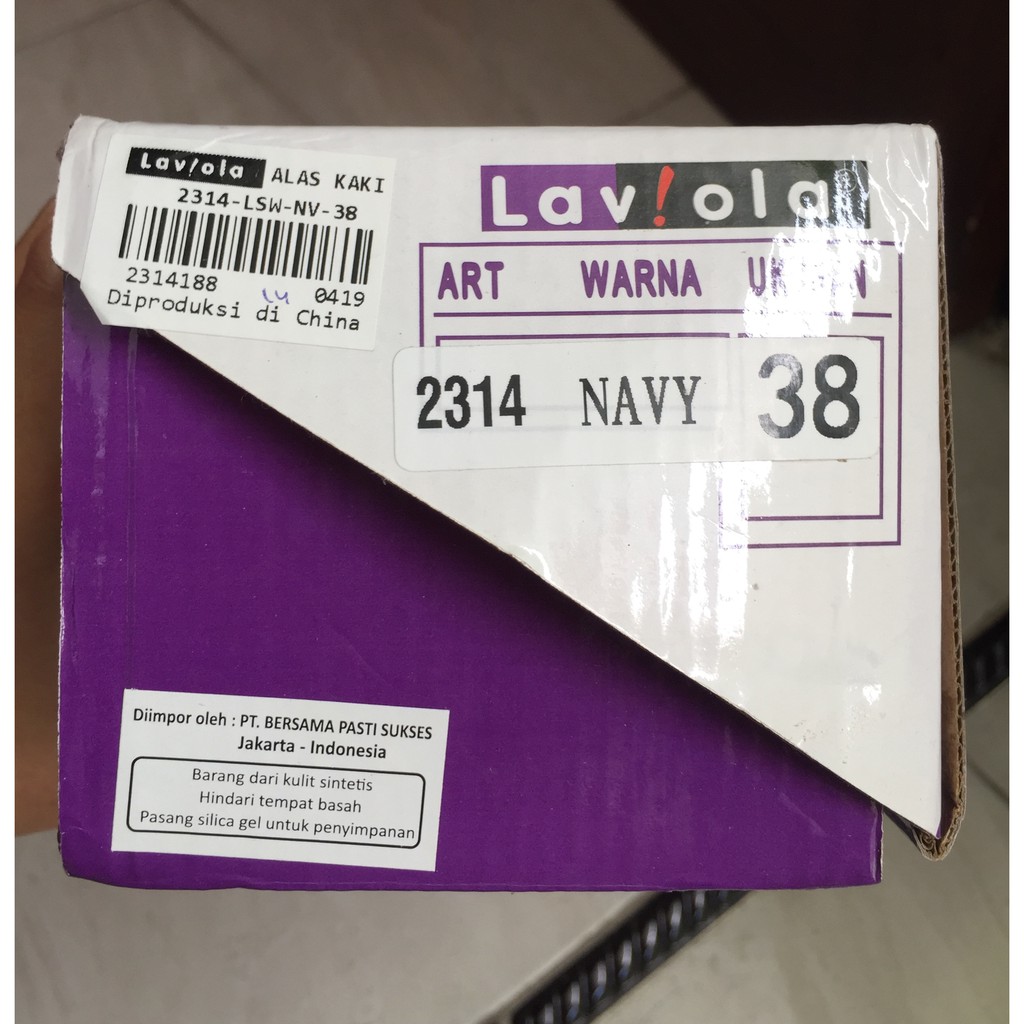 Lav!ola ALAS KAKI
2314-LSW-NV-38
2314188 0419
Diproduksi di China
Lav!ola
ART WARNA
2314 NAVY 38
Diimpor oleh : PT. BERSAMA PASTI SUKSES
Jakarta - Indonesia
Barang dari kulit sintetis
Hindari tempat basah
Pasang silica gel untuk penyimpanan